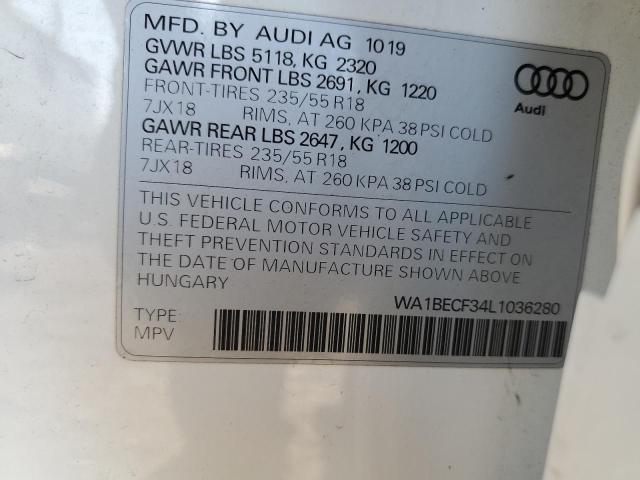 MFD. BY AUDI AG 10 19
GVWR LBS 5118, KG 2320
GAWR FRONT LBS 2691, KG 1220
FRONT-TIRES 235/55 R18
7JX18 RIMS, AT 260 KPA 38 PSI COLD
GAWR REAR LBS 2647, KG 1200
REAR-TIRES 235/55 R18
7JX18 RIMS, AT 260 KPA 38 PSI COLD
Audi
THIS VEHICLE CONFORMS TO ALL APPLICABLE
U.S. FEDERAL MOTOR VEHICLE SAFETY AND
THEFT PREVENTION STANDARDS IN EFFECT ON
THE DATE OF MANUFACTURE SHOWN ABOVE
HUNGARY
WA1BECF34L1036280
TYPE:
MPV